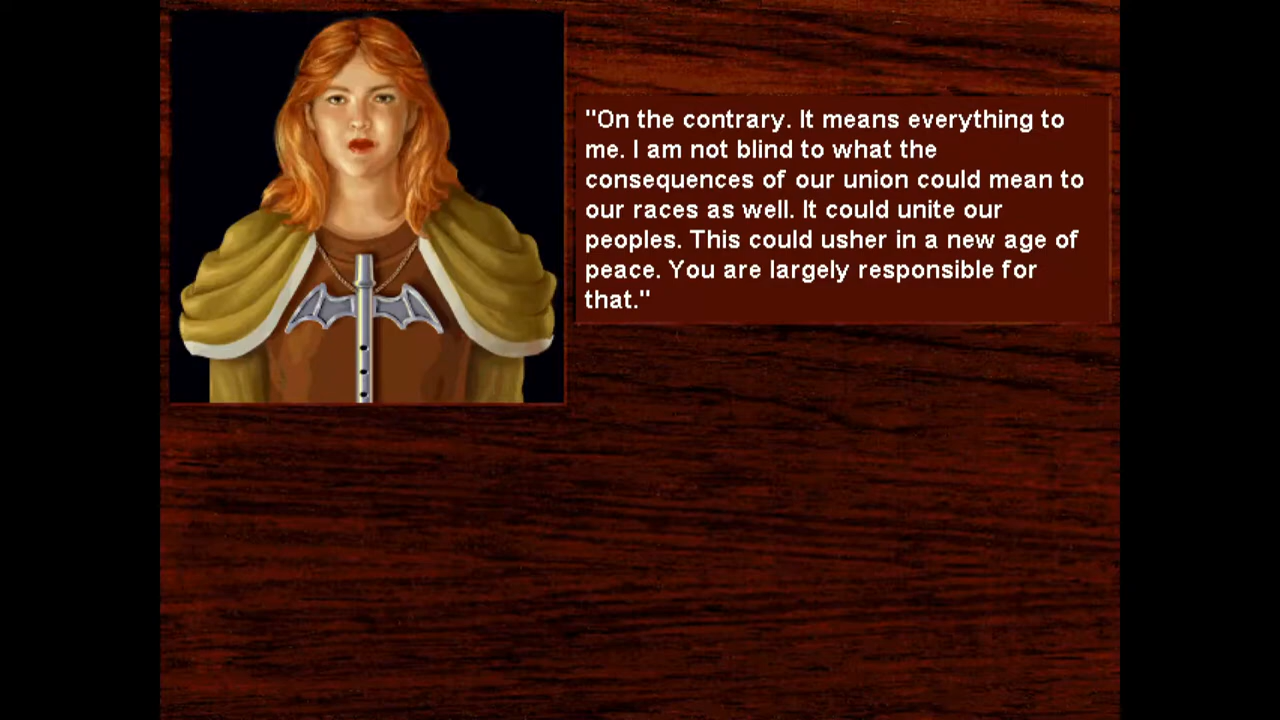 "On the contrary. It means everything to
me. I am not blind to what the
consequences of our union could mean to
our races as well. It could unite our
peoples. This could usher in a new age of
peace. You are largely responsible for
that."